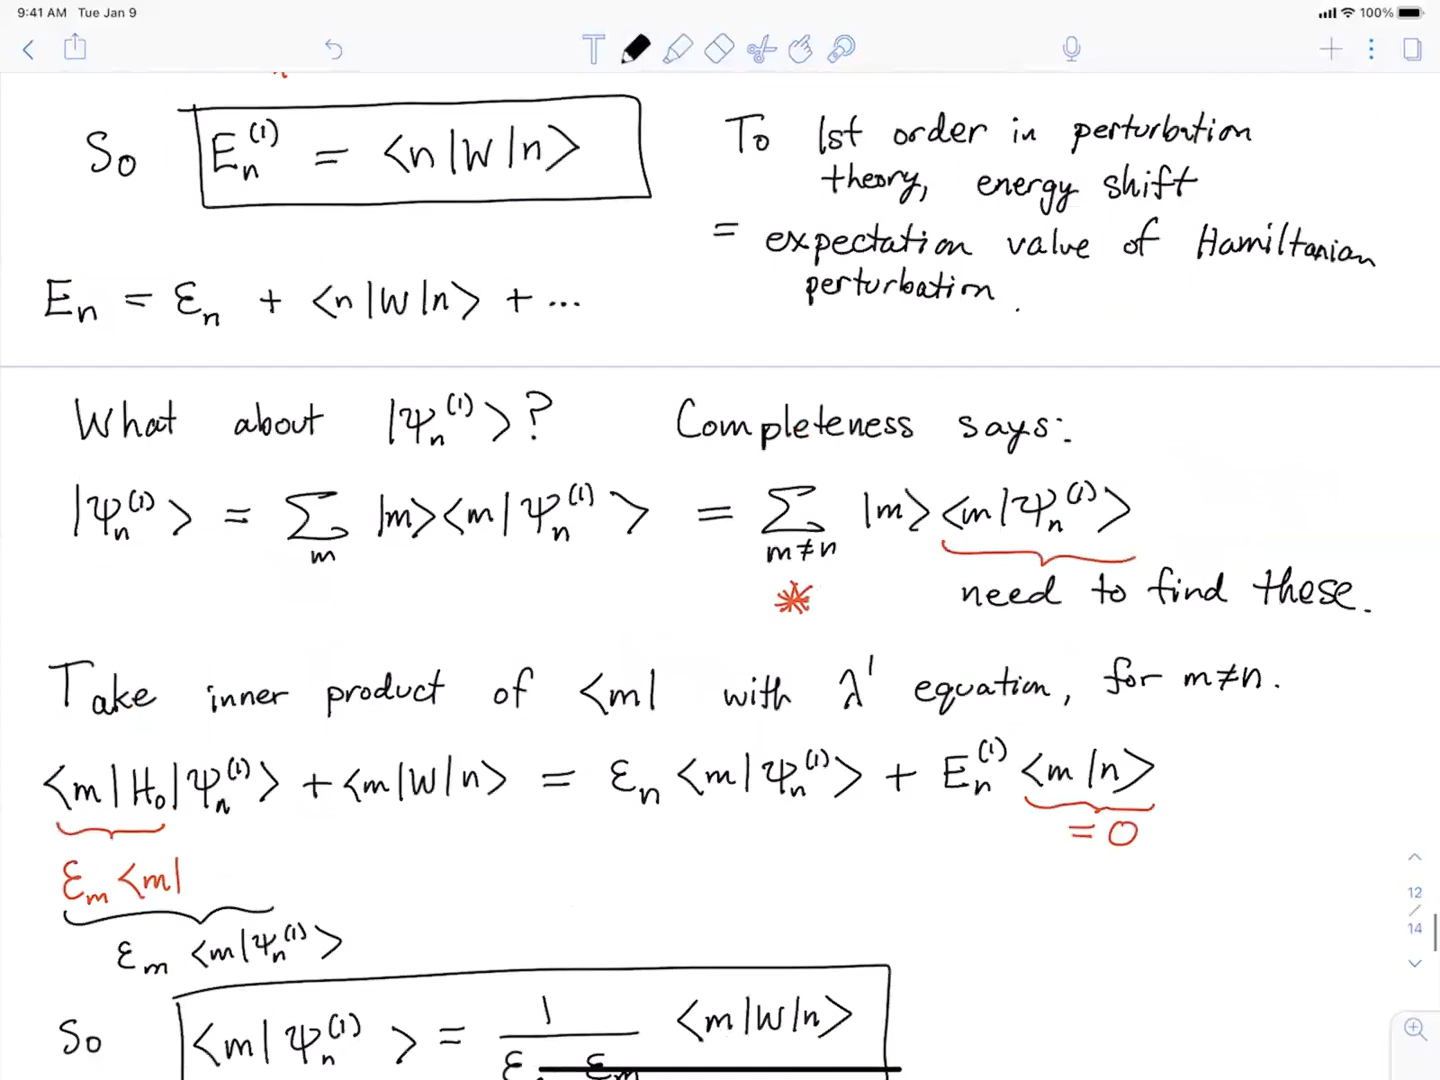 9:41 AM Tue Jan 9
100%
So E_n^(1) = <n|W|n>
To 1st order in perturbation
theory, energy shift
= expectation value of Hamiltonian
perturbation.
E_n = ε_n + <n|W|n> + ...
What about |ψ_n^(1)>? Completeness says:
|ψ_n^(1)> = Σ_m |m><m|ψ_n^(1)> = Σ_{m≠n} |m><m|ψ_n^(1)>
* need to find these.
Take inner product of <m| with λ' equation, for m≠n.
<m|H_0|ψ_n^(1)> + <m|W|n> = ε_n <m|ψ_n^(1)> + E_n^(1) <m|n>
= 0
ε_m <m|
ε_m <m|ψ_n^(1)>
12
/
14
So <m|ψ_n^(1)> = 1 <m|W|n>